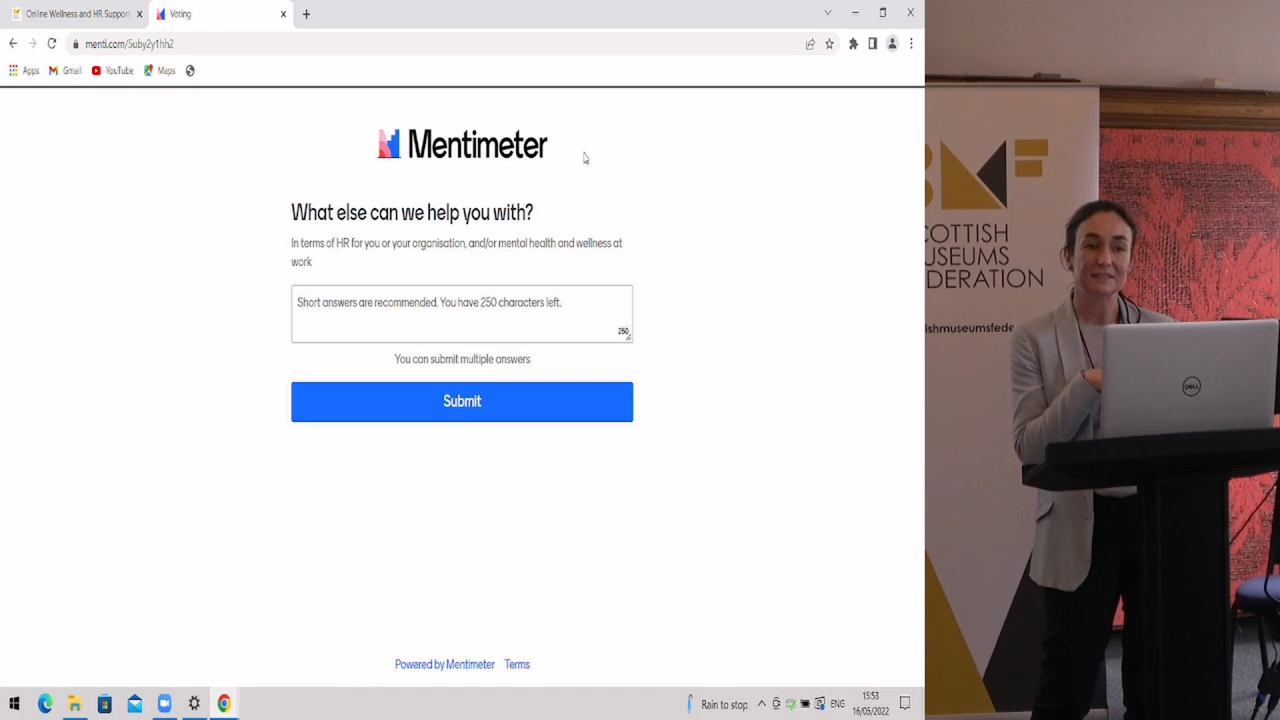 Online Wellness and HR Suppor
Voting
menti.com/5uby2y1hh2
Apps
Gmail
YouTube
Maps
Mentimeter
What else can we help you with?
In terms of HR for you or your organisation, and/or mental health and wellness at
work
Short answers are recommended. You have 250 characters left.
250
You can submit multiple answers
Submit
Powered by Mentimeter
Terms
Rain to stop
ENG
15:53
16/05/2022
SMF
COTTISH
USEUMS
DERATION
ishmuseumsfede
DELL